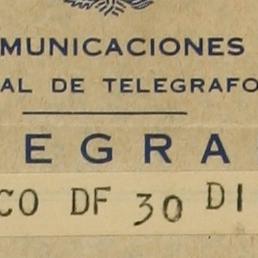 MUNICACIONES
AL DE TELEGRAFO
EGRA
CO DF 30 DI